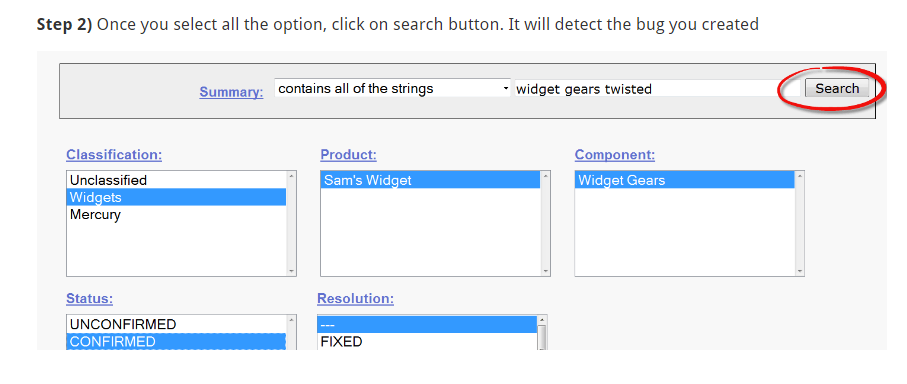 Step 2) Once you select all the option, click on search button. It will detect the bug you created
Summary: contains all of the strings widget gears twisted Search
Classification: Product: Component:
Unclassified Sam's Widget Widget Gears
Widgets
Mercury
Status: Resolution:
UNCONFIRMED ---
CONFIRMED FIXED